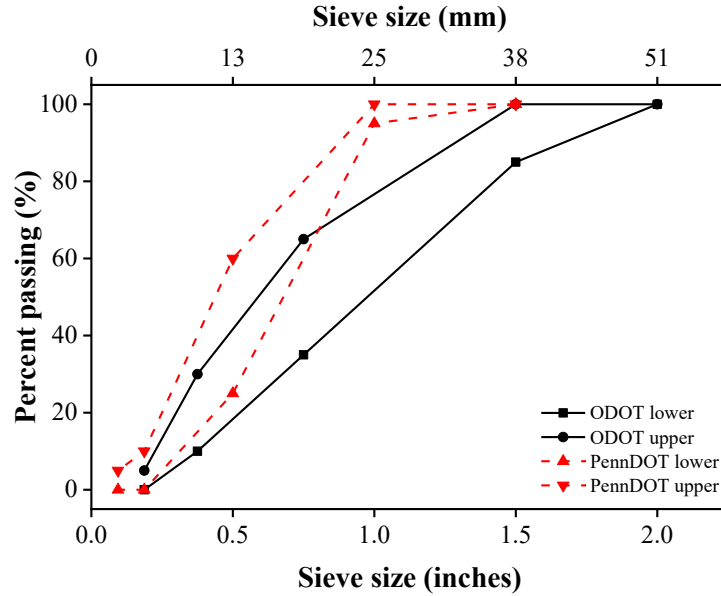 Sieve size (mm)
0 13 25 38 51
Percent passing (%)
100
80
60
40
20
0
ODOT lower
ODOT upper
PennDOT lower
PennDOT upper
0.0 0.5 1.0 1.5 2.0
Sieve size (inches)